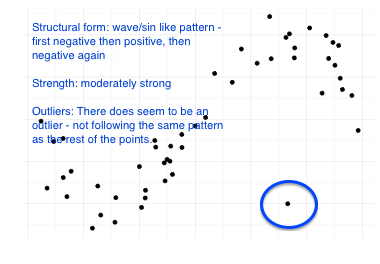 Structural form: wave/sin like pattern -
first negative then positive, then
negative again
Strength: moderately strong
Outliers: There does seem to be an
outlier - not following the same pattern
as the rest of the points.